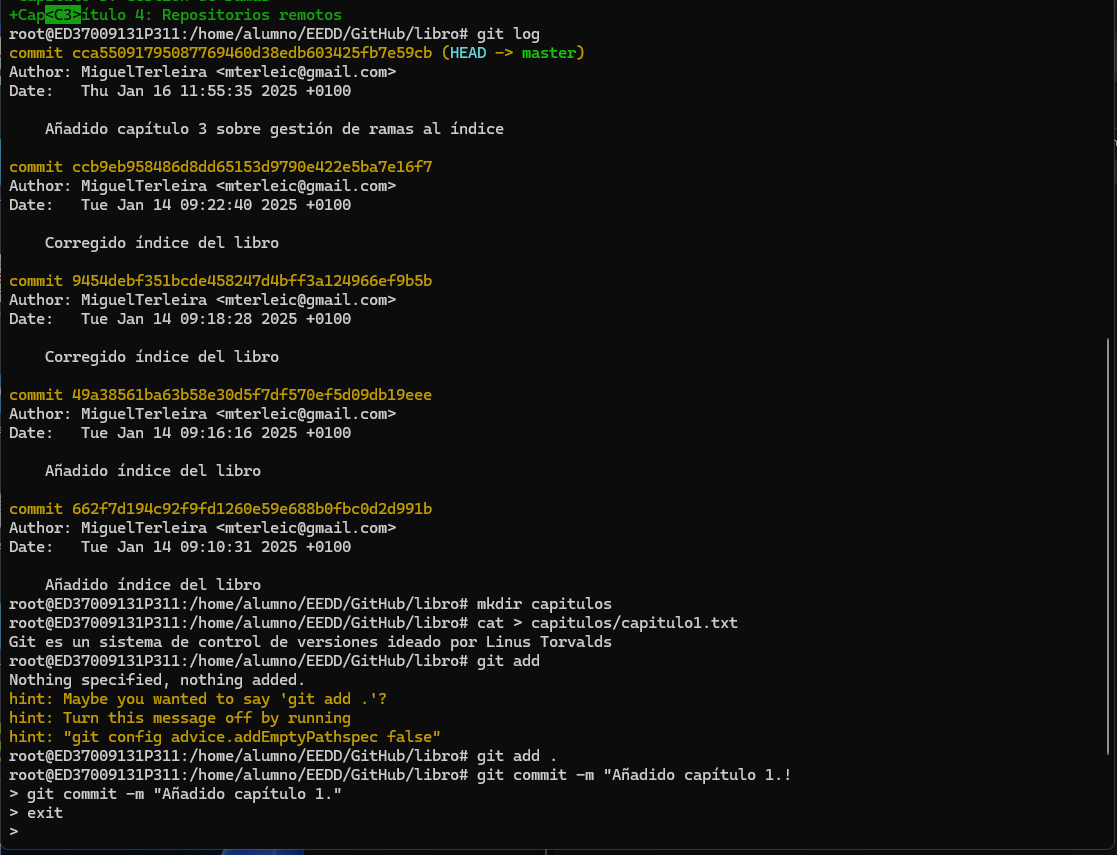 +Cap<C3>ítulo 4: Repositorios remotos
root@ED37009131P311:/home/alumno/EEDD/GitHub/libro# git log
commit cca55091795087769460d38edb603425fb7e59cb (HEAD -> master)
Author: MiguelTerleira <mterleic@gmail.com>
Date:   Thu Jan 16 11:55:35 2025 +0100

    Añadido capítulo 3 sobre gestión de ramas al índice

commit ccb9eb958486d8dd65153d9790e422e5ba7e16f7
Author: MiguelTerleira <mterleic@gmail.com>
Date:   Tue Jan 14 09:22:40 2025 +0100

    Corregido índice del libro

commit 9454debf351bcde458247d4bff3a124966ef9b5b
Author: MiguelTerleira <mterleic@gmail.com>
Date:   Tue Jan 14 09:18:28 2025 +0100

    Corregido índice del libro

commit 49a38561ba63b58e30d5f7df570ef5d09db19eee
Author: MiguelTerleira <mterleic@gmail.com>
Date:   Tue Jan 14 09:16:16 2025 +0100

    Añadido índice del libro

commit 662f7d194c92f9fd1260e59e688b0fbc0d2d991b
Author: MiguelTerleira <mterleic@gmail.com>
Date:   Tue Jan 14 09:10:31 2025 +0100

    Añadido índice del libro
root@ED37009131P311:/home/alumno/EEDD/GitHub/libro# mkdir capitulos
root@ED37009131P311:/home/alumno/EEDD/GitHub/libro# cat > capitulos/capitulo1.txt
Git es un sistema de control de versiones ideado por Linus Torvalds
root@ED37009131P311:/home/alumno/EEDD/GitHub/libro# git add
Nothing specified, nothing added.
hint: Maybe you wanted to say 'git add .'?
hint: Turn this message off by running
hint: "git config advice.addEmptyPathspec false"
root@ED37009131P311:/home/alumno/EEDD/GitHub/libro# git add .
root@ED37009131P311:/home/alumno/EEDD/GitHub/libro# git commit -m "Añadido capítulo 1.!
> git commit -m "Añadido capítulo 1."
> exit
>